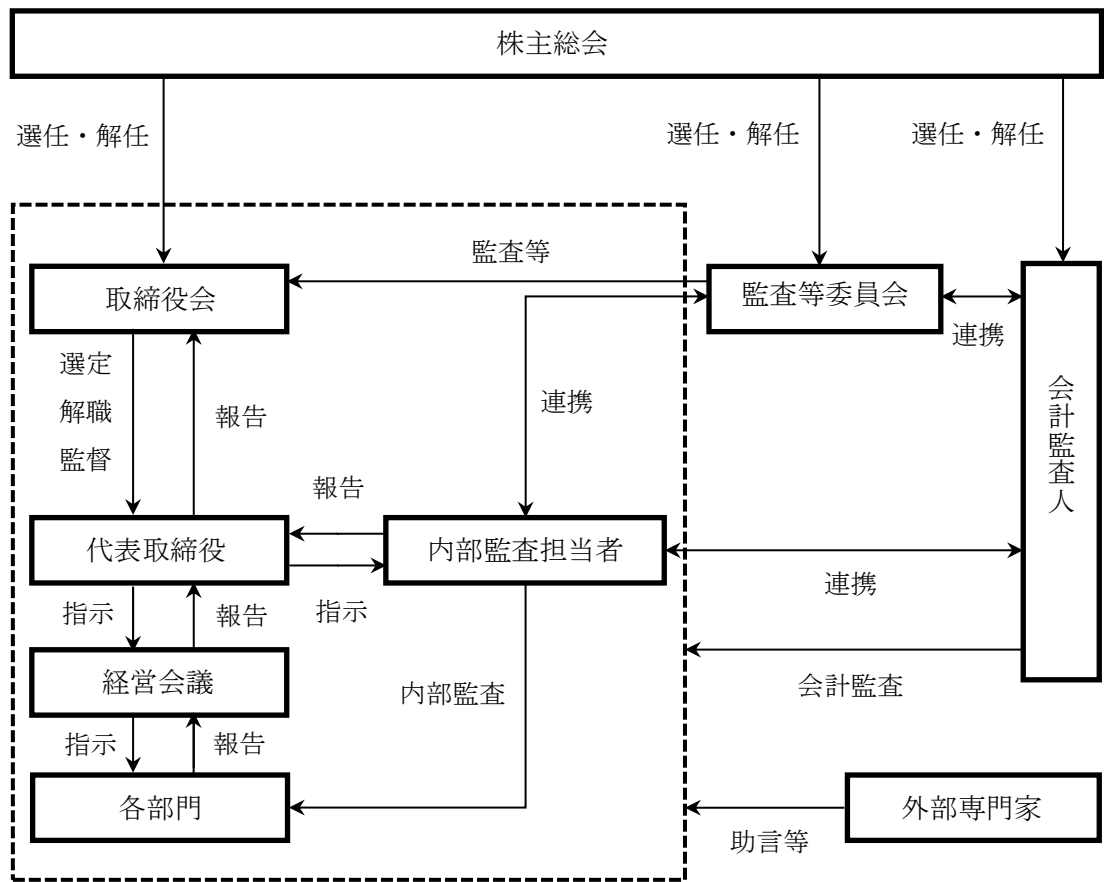 株主総会
選任・解任
選任・解任
選任・解任
監査等
取締役会
監査等委員会
連携
選定
解職
監督
報告
連携
会計監査人
報告
代表取締役
内部監査担当者
指示
報告
指示
連携
経営会議
内部監査
会計監査
指示
報告
各部門
外部専門家
助言等